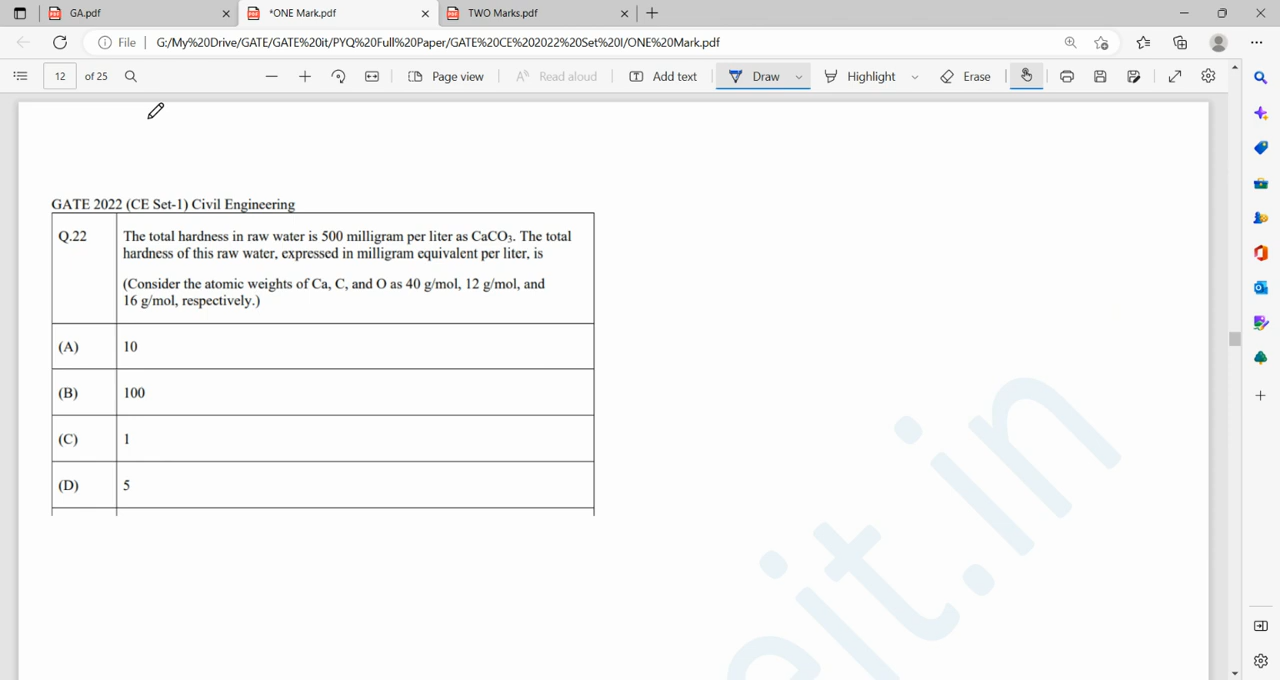 GA.pdf
*ONE Mark.pdf
TWO Marks.pdf
File
G:/My%20Drive/GATE/GATE%20it/PYQ%20Full%20Paper/GATE%20CE%202022%20Set%20I/ONE%20Mark.pdf
12 of 25
Page view
Read aloud
Add text
Draw
Highlight
Erase
GATE 2022 (CE Set-1) Civil Engineering
Q.22
The total hardness in raw water is 500 milligram per liter as CaCO₃. The total
hardness of this raw water, expressed in milligram equivalent per liter, is
(Consider the atomic weights of Ca, C, and O as 40 g/mol, 12 g/mol, and
16 g/mol, respectively.)
(A) 10
(B) 100
(C) 1
(D) 5
eit.in